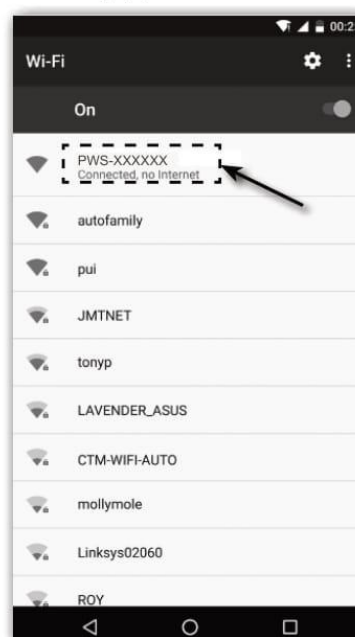 00:2
Wi-Fi
On
PWS-XXXXXX
Connected, no Internet
autofamily
pui
JMTNET
tonyp
LAVENDER_ASUS
CTM-WIFI-AUTO
mollymole
Linksys02060
ROY